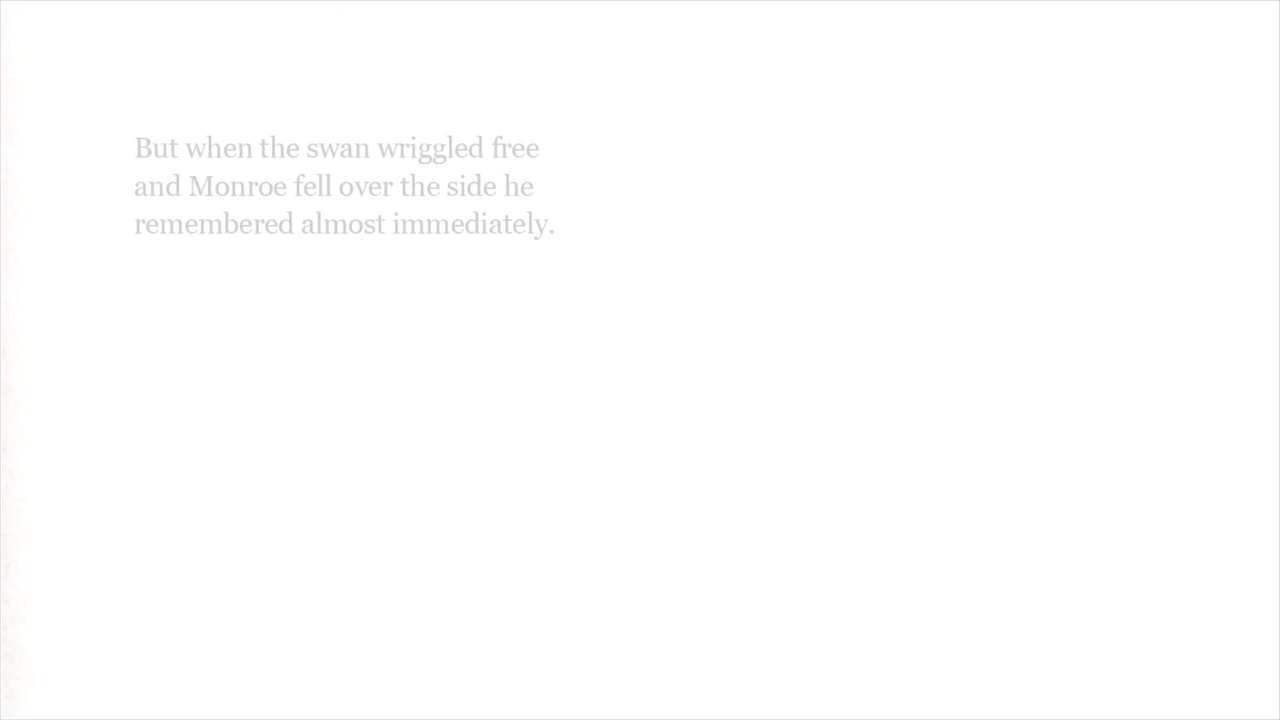 But when the swan wriggled free
and Monroe fell over the side he
remembered almost immediately.